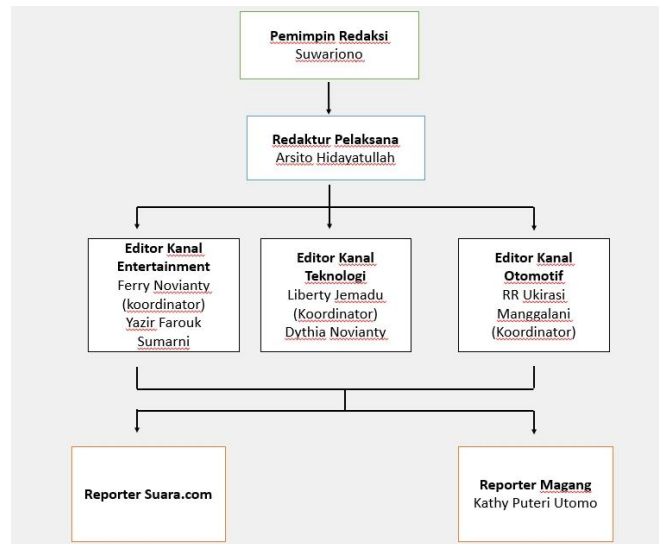 Pemimpin Redaksi
Suwarjono
Redaktur Pelaksana
Arsito Hidayatullah
Editor Kanal
Entertainment
Ferry Novianty
(koordinator)
Yazir Farouk
Sumarni
Editor Kanal
Teknologi
Liberty Jemadu
(Koordinator)
Dythia Novianty
Editor Kanal
Otomotif
RR Ukirasi
Manggalani
(Koordinator)
Reporter Suara.com
Reporter Magang
Kathy Puteri Utomo